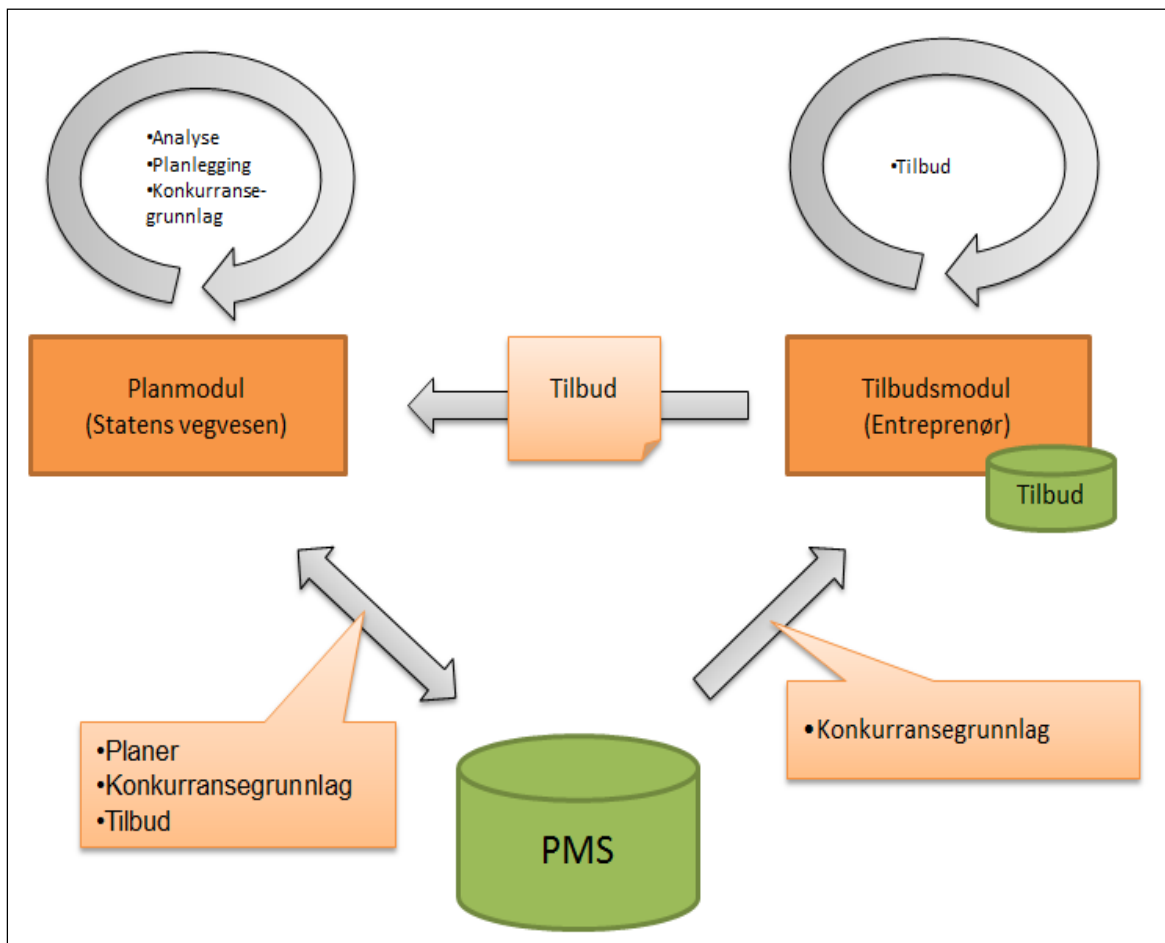 •Analyse
•Planlegging
•Konkurranse-
grunnlag
•Tilbud
Planmodul
(Statens vegvesen)
Tilbud
Tilbudsmodul
(Entreprenør)
Tilbud
•Planer
•Konkurransegrunnlag
•Tilbud
•Konkurransegrunnlag
PMS